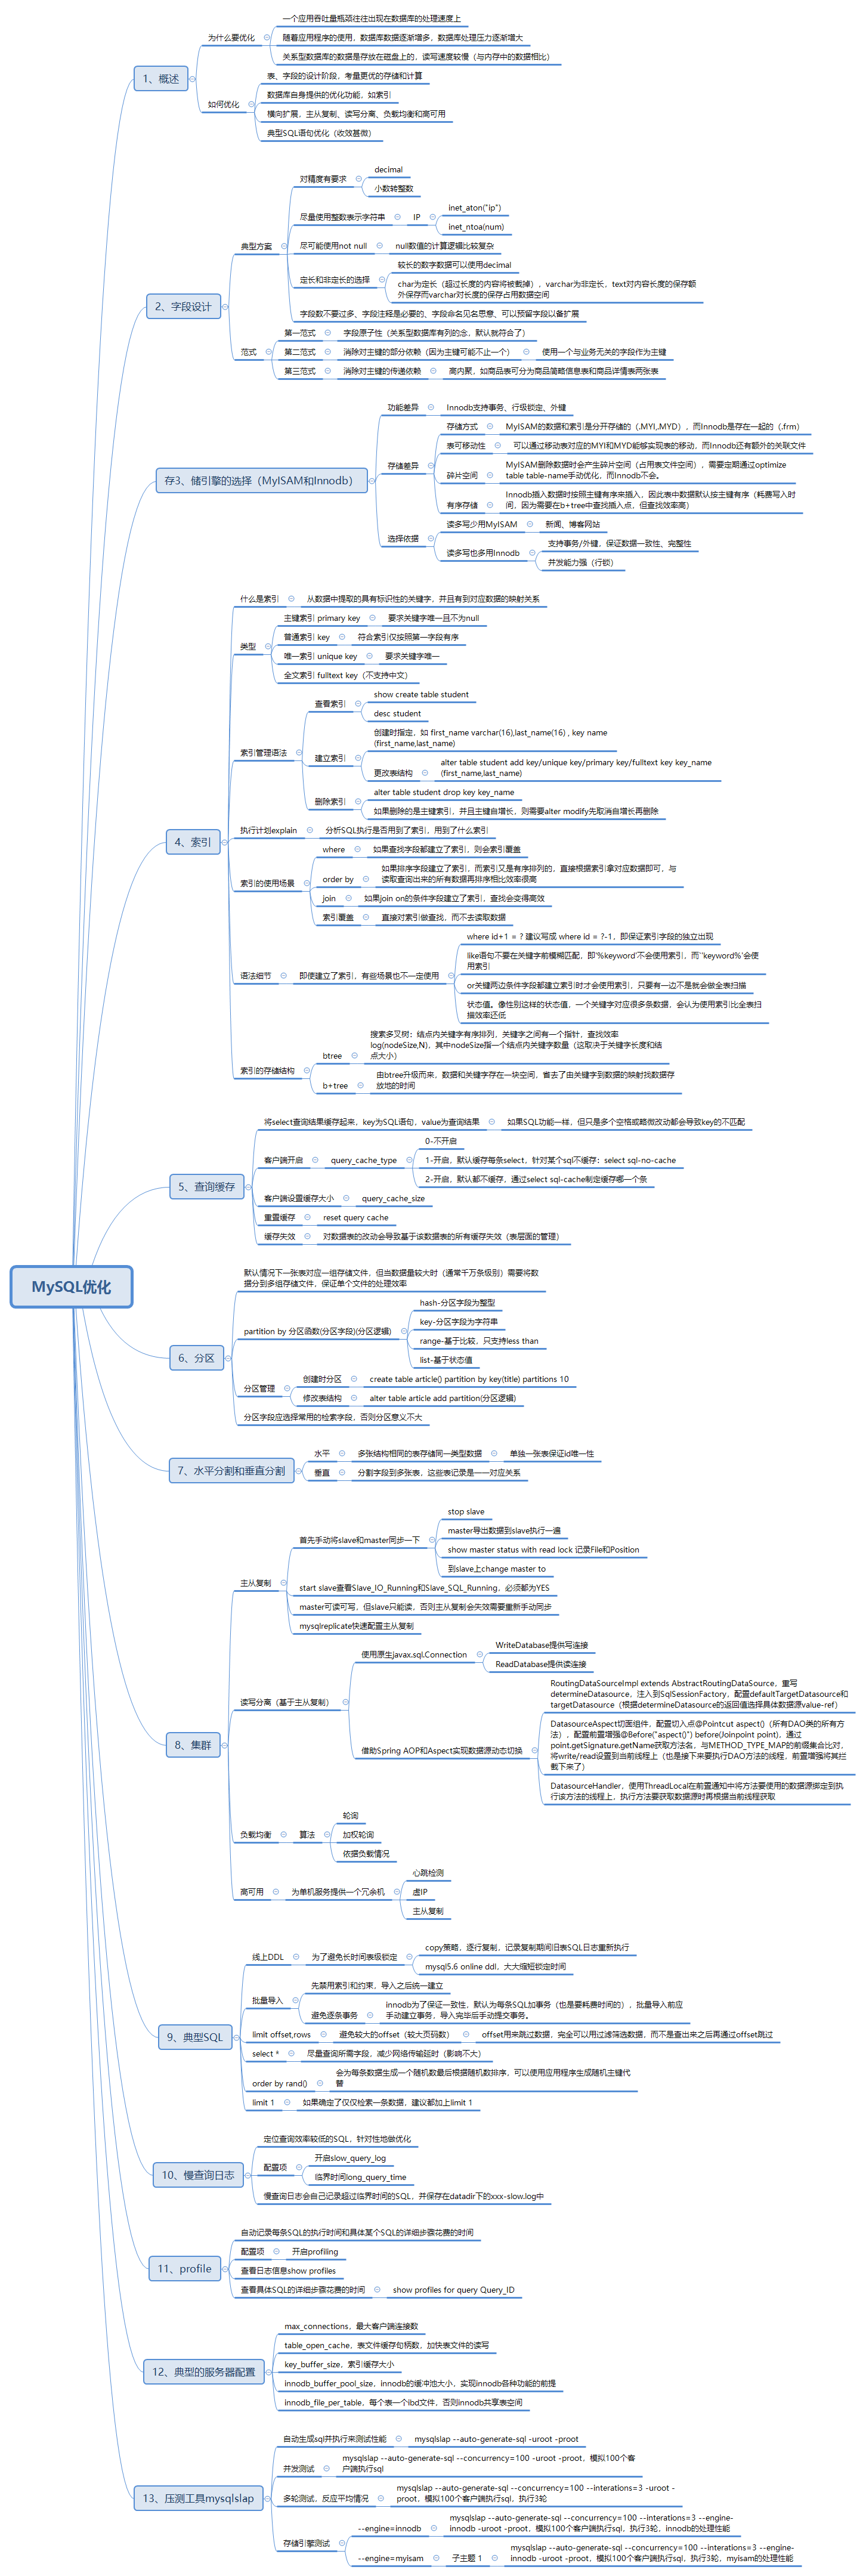 MySQL优化
1、概述
为什么要优化
一个应用吞吐量瓶颈往往出现在数据库的处理速度上
随着应用程序的使用，数据库数据逐渐增多，数据库处理压力逐渐增大
关系型数据库的数据是存放在磁盘上的，读写速度较慢（与内存中的数据相比）
如何优化
表、字段的设计阶段，考量更优的存储和计算
数据库自身提供的优化功能，如索引
横向扩展，主从复制、读写分离、负载均衡和高可用
典型SQL语句优化（收效甚微）
2、字段设计
典型方案
对精度有要求
decimal
小数转整数
尽量使用整数表示字符串
IP
inet_aton("ip")
inet_ntoa(num)
尽可能使用not null
null数值的计算逻辑比较复杂
定长和非定长的选择
较长的数字数据可以使用decimal
char为定长（超过长度的内容将被截掉），varchar为非定长，text对内容长度的保存额
外保存而varchar对长度的保存占用数据空间
字段数不要过多、字段注释是必要的、字段命名见名思意、可以预留字段以备扩展
范式
第一范式
字段原子性（关系型数据库有列的念，默认就符合了）
第二范式
消除对主键的部分依赖（因为主键可能不止一个）
使用一个与业务无关的字段作为主键
第三范式
消除对主键的传递依赖
高内聚，如商品表可分为商品简略信息表和商品详情表两张表
存3、储引擎的选择（MyISAM和Innodb）
功能差异
Innodb支持事务、行级锁定、外键
存储差异
存储方式
MyISAM的数据和索引是分开存储的（.MYI,.MYD），而Innodb是存在一起的（.frm）
表可移动性
可以通过移动表对应的MYI和MYD能够实现表的移动，而Innodb还有额外的关联文件
碎片空间
MyISAM删除数据时会产生碎片空间（占用表文件空间），需要定期通过optimize
table table-name手动优化，而Innodb不会。
有序存储
Innodb插入数据时按照主键有序来插入，因此表中数据默认按主键有序（耗费写入时
间，因为需要在b+tree中查找插入点，但查找效率高）
选择依据
读多写少用MyISAM
新闻、博客网站
读多写也多用Innodb
支持事务/外键，保证数据一致性、完整性
并发能力强（行锁）
4、索引
什么是索引
从数据中提取的具有标识性的关键字，并且有到对应数据的映射关系
类型
主键索引 primary key
要求关键字唯一且不为null
普通索引 key
符合索引仅按照第一字段有序
唯一索引 unique key
要求关键字唯一
全文索引 fulltext key（不支持中文）
索引管理语法
查看索引
show create table student
desc student
建立索引
创建时指定，如 first_name varchar(16),last_name(16) , key name
(first_name,last_name)
更改表结构
alter table student add key/unique key/primary key/fulltext key key_name
(first_name,last_name)
删除索引
alter table student drop key key_name
如果删除的是主键索引，并且主键自增长，则需要alter modify先取消自增长再删除
执行计划explain
分析SQL执行是否用到了索引，用到了什么索引
索引的使用场景
where
如果查找字段都建立了索引，则会索引覆盖
order by
如果排序字段建立了索引，而索引又是有序排列的，直接根据索引拿对应数据即可，与
读取查询出来的所有数据再排序相比效率很高
join
如果join on的条件字段建立了索引，查找会变得高效
索引覆盖
直接对索引做查找，而不去读取数据
语法细节
即使建立了索引，有些场景也不一定使用
where id+1 = ? 建议写成 where id = ?-1，即保证索引字段的独立出现
like语句不要在关键字前模糊匹配，即'%keyword'不会使用索引，而``keyword%'会使
用索引
or关键两边条件字段都建立索引时才会使用索引，只要有一边不是就会做全表扫描
状态值。像性别这样的状态值，一个关键字对应很多条数据，会认为使用索引比全表扫
描效率还低
索引的存储结构
btree
搜索多叉树：结点内关键字有序排列，关键字之间有一个指针，查找效率
log(nodeSize,N)，其中nodeSize指一个结点内关键字数量（这取决于关键字长度和结
点大小）
b+tree
由btree升级而来，数据和关键字存在一块空间，省去了由关键字到数据的映射找数据存
放地的时间
5、查询缓存
将select查询结果缓存起来，key为SQL语句，value为查询结果
如果SQL功能一样，但只是多个空格或略微改动都会导致key的不匹配
客户端开启
query_cache_type
0-不开启
1-开启，默认缓存每条select，针对某个sql不缓存：select sql-no-cache
2-开启，默认都不缓存，通过select sql-cache制定缓存哪一个条
客户端设置缓存大小
query_cache_size
重置缓存
reset query cache
缓存失效
对数据表的改动会导致基于该数据表的所有缓存失效（表层面的管理）
6、分区
默认情况下一张表对应一组存储文件，但当数据量较大时（通常千万条级别）需要将数
据分到多组存储文件，保证单个文件的处理效率
partition by 分区函数(分区字段)(分区逻辑)
hash-分区字段为整型
key-分区字段为字符串
range-基于比较，只支持less than
list-基于状态值
分区管理
创建时分区
create table article() partition by key(title) partitions 10
修改表结构
alter table article add partition(分区逻辑)
分区字段应选择常用的检索字段，否则分区意义不大
7、水平分割和垂直分割
水平
多张结构相同的表存储同一类型数据
单独一张表保证id唯一性
垂直
分割字段到多张表，这些表记录是一一对应关系
8、集群
主从复制
首先手动将slave和master同步一下
stop slave
master导出数据到slave执行一遍
show master status with read lock 记录File和Position
到slave上change master to
start slave查看Slave_IO_Running和Slave_SQL_Running，必须都为YES
master可读可写，但slave只能读，否则主从复制会失效需要重新手动同步
mysqlreplicate快速配置主从复制
读写分离（基于主从复制）
使用原生javax.sql.Connection
WriteDatabase提供写连接
ReadDatabase提供读连接
借助Spring AOP和Aspect实现数据源动态切换
RoutingDataSourceImpl extends AbstractRoutingDataSource，重写
determineDatasource，注入到SqlSessionFactory，配置defaultTargetDatasource和
targetDatasource（根据determineDatasource的返回值选择具体数据源value-ref）
DatasourceAspect切面组件，配置切入点@Pointcut aspect()（所有DAO类的所有方
法），配置前置增强@Before("aspect()") before(Joinpoint point)，通过
point.getSignature.getName获取方法名，与METHOD_TYPE_MAP的前缀集合比对，
将write/read设置到当前线程上（也是接下来要执行DAO方法的线程，前置增强将其拦
截下来了）
DatasourceHandler，使用ThreadLocal在前置通知中将方法要使用的数据源绑定到执
行该方法的线程上，执行方法要获取数据源时再根据当前线程获取
负载均衡
算法
轮询
加权轮询
依据负载情况
高可用
为单机服务提供一个冗余机
心跳检测
虚IP
主从复制
9、典型SQL
线上DDL
为了避免长时间表级锁定
copy策略，逐行复制，记录复制期间旧表SQL日志重新执行
mysql5.6 online ddl，大大缩短锁定时间
批量导入
先禁用索引和约束，导入之后统一建立
避免逐条事务
innodb为了保证一致性，默认为每条SQL加事务（也是要耗费时间的），批量导入前应
手动建立事务，导入完毕后手动提交事务。
limit offset,rows
避免较大的offset（较大页码数）
offset用来跳过数据，完全可以用过滤筛选数据，而不是查出来之后再通过offset跳过
select *
尽量查询所需字段，减少网络传输延时（影响不大）
order by rand()
会为每条数据生成一个随机数最后根据随机数排序，可以使用应用程序生成随机主键代
替
limit 1
如果确定了仅仅检索一条数据，建议都加上limit 1
10、慢查询日志
定位查询效率较低的SQL，针对性地做优化
配置项
开启slow_query_log
临界时间long_query_time
慢查询日志会自己记录超过临界时间的SQL，并保存在datadir下的xxx-slow.log中
11、profile
自动记录每条SQL的执行时间和具体某个SQL的详细步骤花费的时间
配置项
开启profiling
查看日志信息show profiles
查看具体SQL的详细步骤花费的时间
show profiles for query Query_ID
12、典型的服务器配置
max_connections，最大客户端连接数
table_open_cache，表文件缓存句柄数，加快表文件的读写
key_buffer_size，索引缓存大小
innodb_buffer_pool_size，innodb的缓冲池大小，实现innodb各种功能的前提
innodb_file_per_table，每个表一个ibd文件，否则innodb共享表空间
13、压测工具mysqlslap
自动生成sql并执行来测试性能
mysqlslap --auto-generate-sql -uroot -proot
并发测试
mysqlslap --auto-generate-sql --concurrency=100 -uroot -proot，模拟100个客
户端执行sql
多轮测试，反应平均情况
mysqlslap --auto-generate-sql --concurrency=100 --interations=3 -uroot -
proot，模拟100个客户端执行sql，执行3轮
存储引擎测试
--engine=innodb
mysqlslap --auto-generate-sql --concurrency=100 --interations=3 --engine-
innodb -uroot -proot，模拟100个客户端执行sql，执行3轮，innodb的处理性能
--engine=myisam
子主题 1
mysqlslap --auto-generate-sql --concurrency=100 --interations=3 --engine-
innodb -uroot -proot，模拟100个客户端执行sql，执行3轮，myisam的处理性能